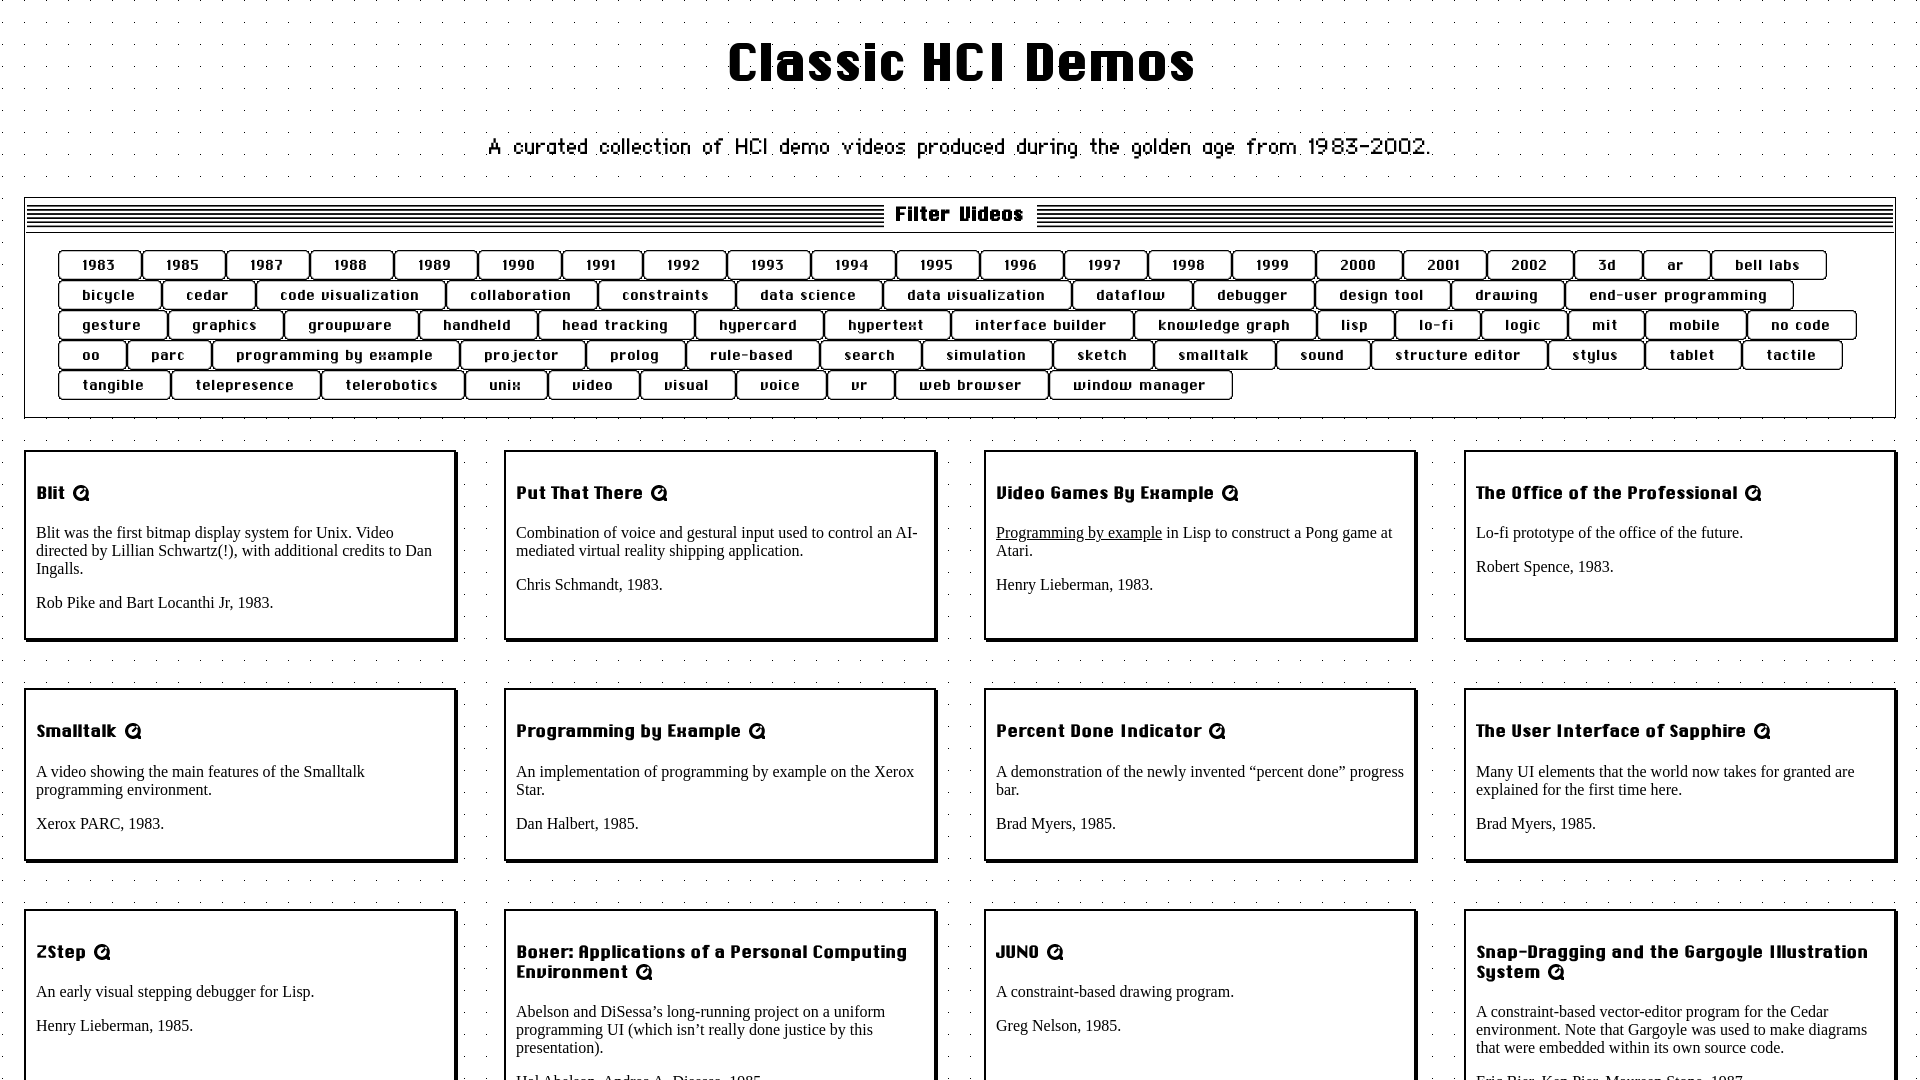 Classic HCI Demos
A curated collection of HCI demo videos produced during the golden age from 1983-2002.
Filter Videos
1983 1985 1987 1988 1989 1990 1991 1992 1993 1994 1995 1996 1997 1998 1999 2000 2001 2002 3d ar bell labs
bicycle cedar code visualization collaboration constraints data science data visualization dataflow debugger design tool drawing end-user programming
gesture graphics groupware handheld head tracking hypercard hypertext interface builder knowledge graph lisp lo-fi logic mit mobile no code
oo parc programming by example projector prolog rule-based search simulation sketch smalltalk sound structure editor stylus tablet tactile
tangible telepresence telerobotics unix video visual voice vr web browser window manager
Blit
Blit was the first bitmap display system for Unix. Video
directed by Lillian Schwartz(!), with additional credits to Dan
Ingalls.
Rob Pike and Bart Locanthi Jr, 1983.
Put That There
Combination of voice and gestural input used to control an AI-
mediated virtual reality shipping application.
Chris Schmandt, 1983.
Video Games By Example
Programming by example in Lisp to construct a Pong game at
Atari.
Henry Lieberman, 1983.
The Office of the Professional
Lo-fi prototype of the office of the future.
Robert Spence, 1983.
Smalltalk
A video showing the main features of the Smalltalk
programming environment.
Xerox PARC, 1983.
Programming by Example
An implementation of programming by example on the Xerox
Star.
Dan Halbert, 1985.
Percent Done Indicator
A demonstration of the newly invented “percent done” progress
bar.
Brad Myers, 1985.
The User Interface of Sapphire
Many UI elements that the world now takes for granted are
explained for the first time here.
Brad Myers, 1985.
ZStep
An early visual stepping debugger for Lisp.
Henry Lieberman, 1985.
Boxer: Applications of a Personal Computing
Environment
Abelson and DiSessa’s long-running project on a uniform
programming UI (which isn’t really done justice by this
presentation).
Hal Abelson, Andrea A. Disessa, 1985.
JUNO
A constraint-based drawing program.
Greg Nelson, 1985.
Snap-Dragging and the Gargoyle Illustration
System
A constraint-based vector-editor program for the Cedar
environment. Note that Gargoyle was used to make diagrams
that were embedded within its own source code.
Eric Bier, Ken Pier, Maureen Stone, 1987.